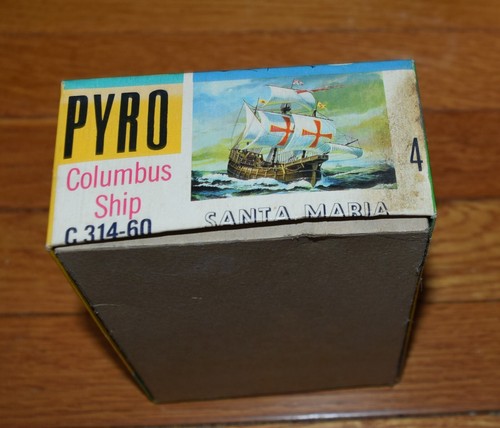 PYRO
Columbus
Ship
C 314-60
SANTA MARIA
4